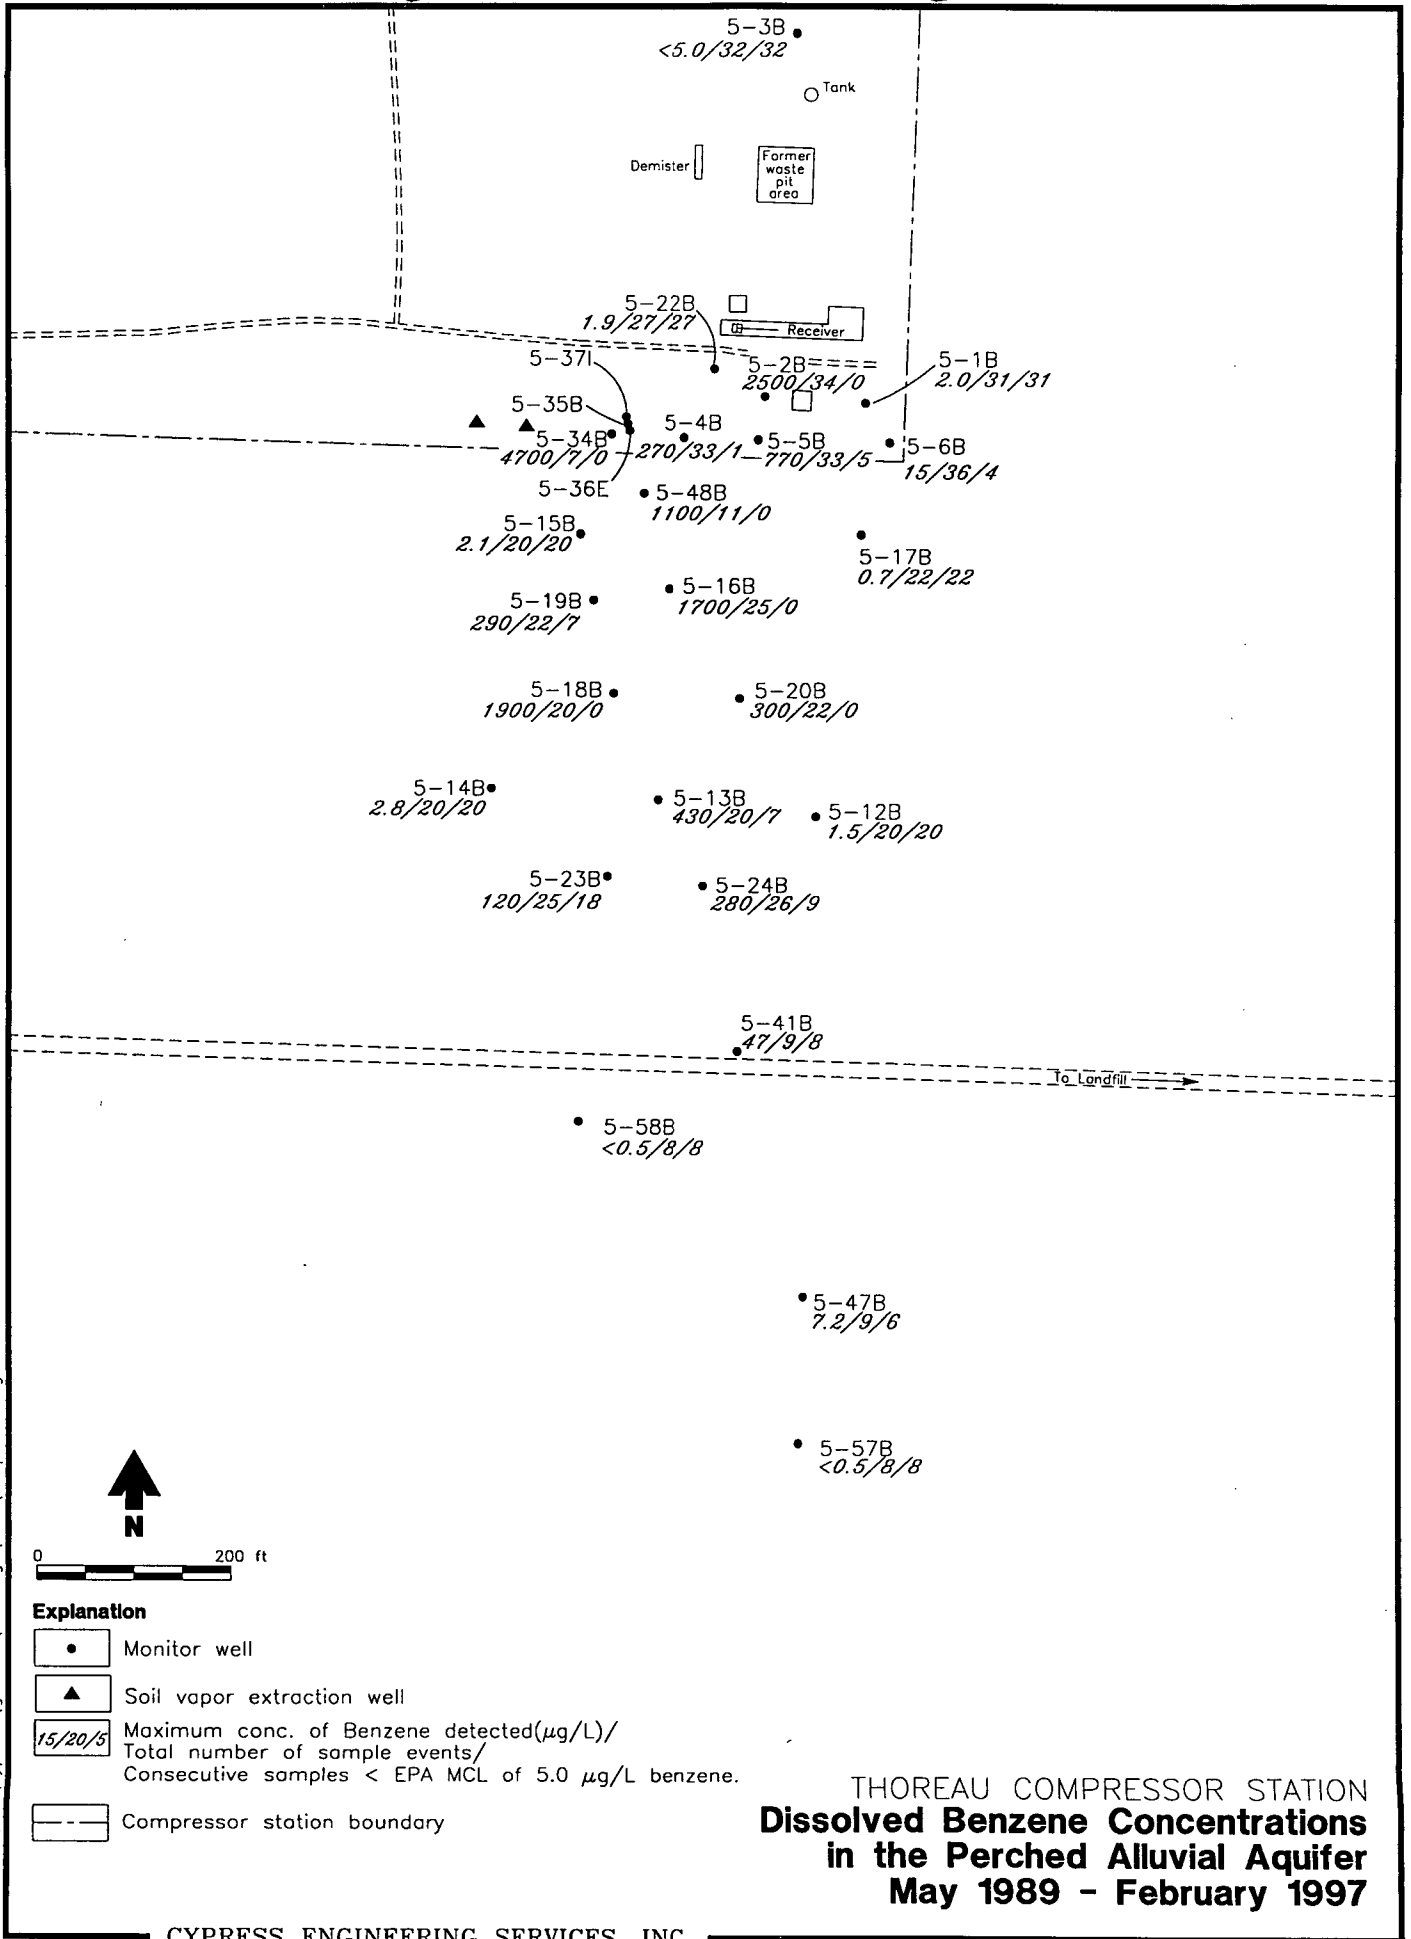 5-3B
<5.0/32/32
Tank
Demister
Former
waste
pit
area
5-22B
1.9/27/27
Receiver
5-37I
5-2B
2500/34/0
5-1B
2.0/31/31
5-35B
5-4B
5-34B
4700/7/0
270/33/1
5-5B
770/33/5
5-6B
15/36/4
5-36E
5-48B
1100/11/0
5-15B
2.1/20/20
5-17B
0.7/22/22
5-16B
1700/25/0
5-19B
290/22/7
5-18B
1900/20/0
5-20B
300/22/0
5-14B
2.8/20/20
5-13B
430/20/7
5-12B
1.5/20/20
5-23B
120/25/18
5-24B
280/26/9
5-41B
47/9/8
To Landfill
5-58B
<0.5/8/8
5-47B
7.2/9/6
5-57B
<0.5/8/8
N
0 200 ft
Explanation
Monitor well
Soil vapor extraction well
15/20/5
Maximum conc. of Benzene detected(μg/L)/
Total number of sample events/
Consecutive samples < EPA MCL of 5.0 μg/L benzene.
Compressor station boundary
THOREAU COMPRESSOR STATION
Dissolved Benzene Concentrations
in the Perched Alluvial Aquifer
May 1989 - February 1997
CYPRESS ENGINEERING SERVICES, INC.